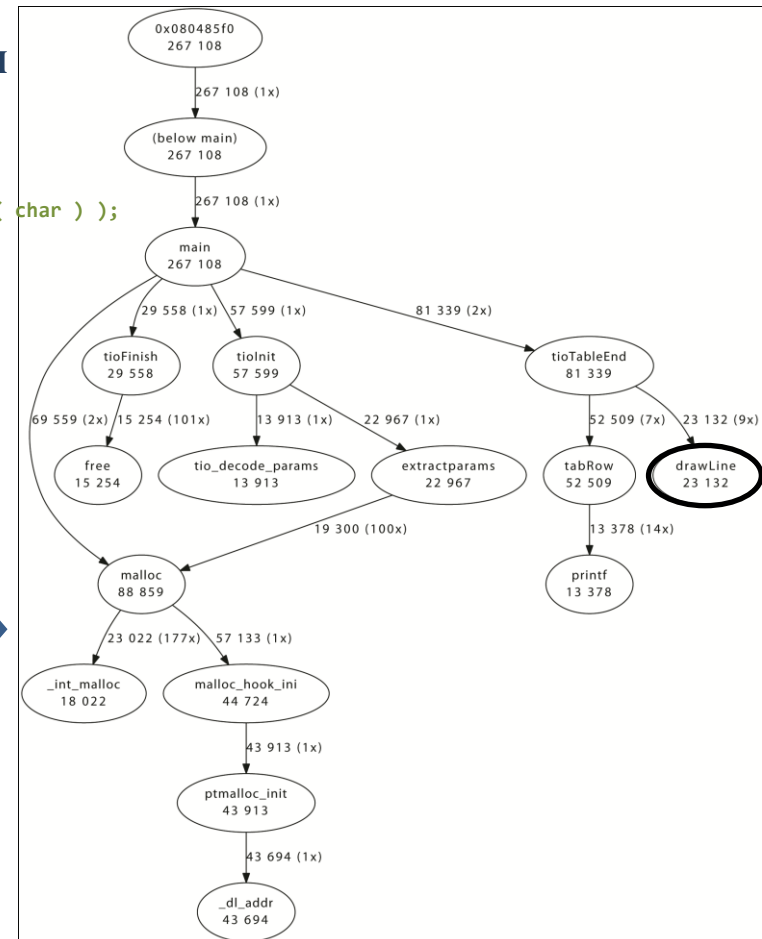 0x080485f0
267 108
267 108 (1x)
(below main)
267 108
( char ) );
267 108 (1x)
main
267 108
29 558 (1x)
57 599 (1x)
81 339 (2x)
tioFinish
29 558
tioInit
57 599
tioTableEnd
81 339
69 559 (2x)
15 254 (101x)
13 913 (1x)
22 967 (1x)
52 509 (7x)
23 132 (9x)
free
15 254
tio_decode_params
13 913
extractparams
22 967
tabRow
52 509
drawLine
23 132
19 300 (100x)
13 378 (14x)
malloc
88 859
printf
13 378
23 022 (177x)
57 133 (1x)
_int_malloc
18 022
malloc_hook_ini
44 724
43 913 (1x)
ptmalloc_init
43 913
43 694 (1x)
_dl_addr
43 694